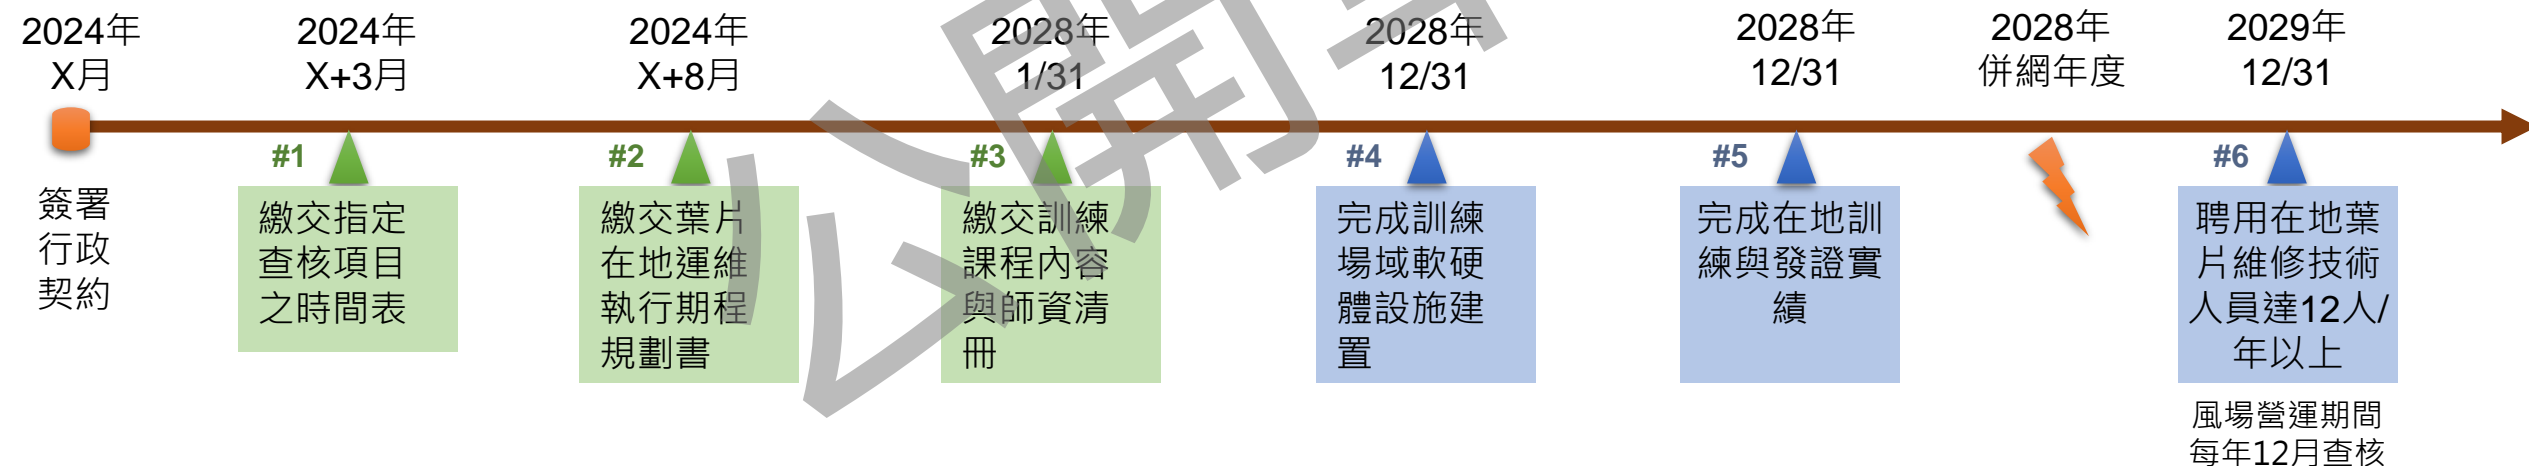 2024年
X月
2024年
X+3月
2024年
X+8月
2028年
1/31
2028年
12/31
2028年
12/31
2028年
併網年度
2029年
12/31
簽署
行政
契約
#1
繳交指定
查核項目
之時間表
#2
繳交葉片
在地運維
執行期程
規劃書
#3
繳交訓練
課程內容
與師資清
冊
#4
完成訓練
場域軟硬
體設施建
置
#5
完成在地訓
練與發證實
績
#6
聘用在地葉
片維修技術
人員達12人/
年以上
風場營運期間
每年12月查核
公開